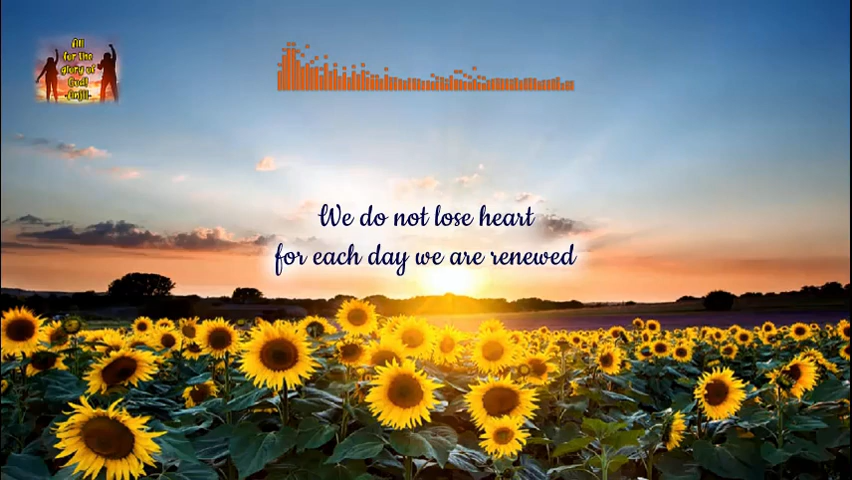 All
for the
glory of
God!
We do not lose heart
for each day we are renewed